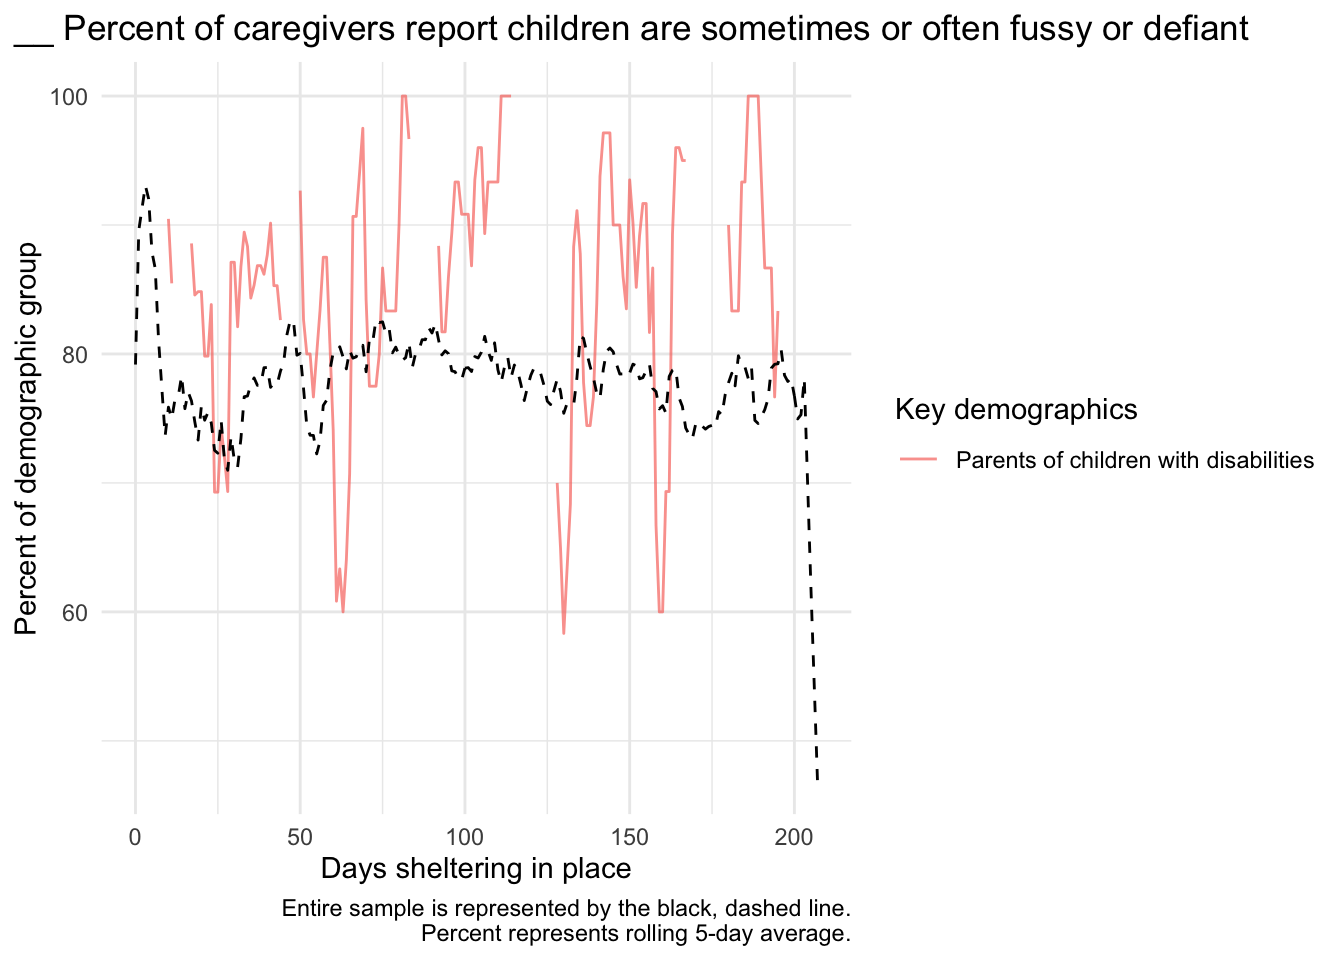 __ Percent of caregivers report children are sometimes or often fussy or defiant
Percent of demographic group
100
80
60
0
50
100
150
200
Days sheltering in place
Key demographics
Parents of children with disabilities
Entire sample is represented by the black, dashed line.
Percent represents rolling 5-day average.